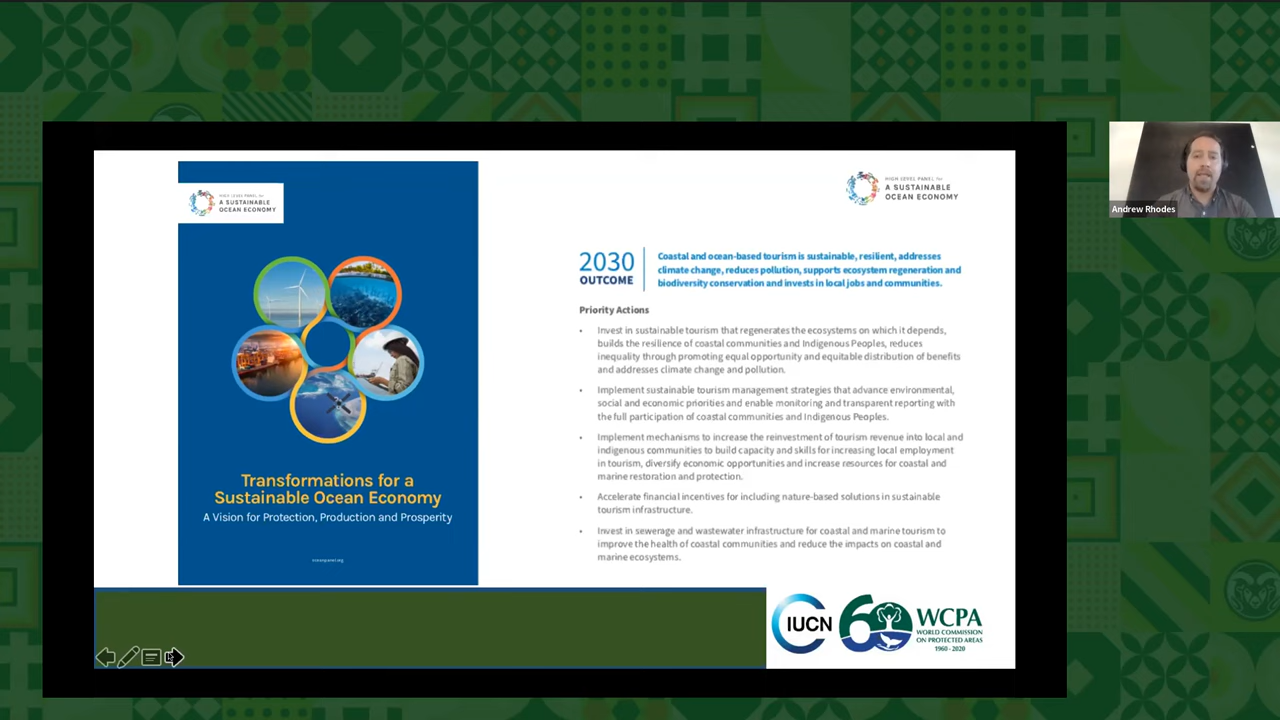 HIGH LEVEL PANEL for
A SUSTAINABLE
OCEAN ECONOMY
Transformations for a
Sustainable Ocean Economy
A Vision for Protection, Production and Prosperity
oceanpanel.org
HIGH LEVEL PANEL for
A SUSTAINABLE
OCEAN ECONOMY
2030
OUTCOME
Coastal and ocean-based tourism is sustainable, resilient, addresses
climate change, reduces pollution, supports ecosystem regeneration and
biodiversity conservation and invests in local jobs and communities.
Priority Actions
• Invest in sustainable tourism that regenerates the ecosystems on which it depends,
builds the resilience of coastal communities and Indigenous Peoples, reduces
inequality through promoting equal opportunity and equitable distribution of benefits
and addresses climate change and pollution.
• Implement sustainable tourism management strategies that advance environmental,
social and economic priorities and enable monitoring and transparent reporting with
the full participation of coastal communities and Indigenous Peoples.
• Implement mechanisms to increase the reinvestment of tourism revenue into local and
indigenous communities to build capacity and skills for increasing local employment
in tourism, diversify economic opportunities and increase resources for coastal and
marine restoration and protection.
• Accelerate financial incentives for including nature-based solutions in sustainable
tourism infrastructure.
• Invest in sewerage and wastewater infrastructure for coastal and marine tourism to
improve the health of coastal communities and reduce the impacts on coastal and
marine ecosystems.
IUCN
60
WCPA
WORLD COMMISSION
ON PROTECTED AREAS
1960 - 2020
Andrew Rhodes